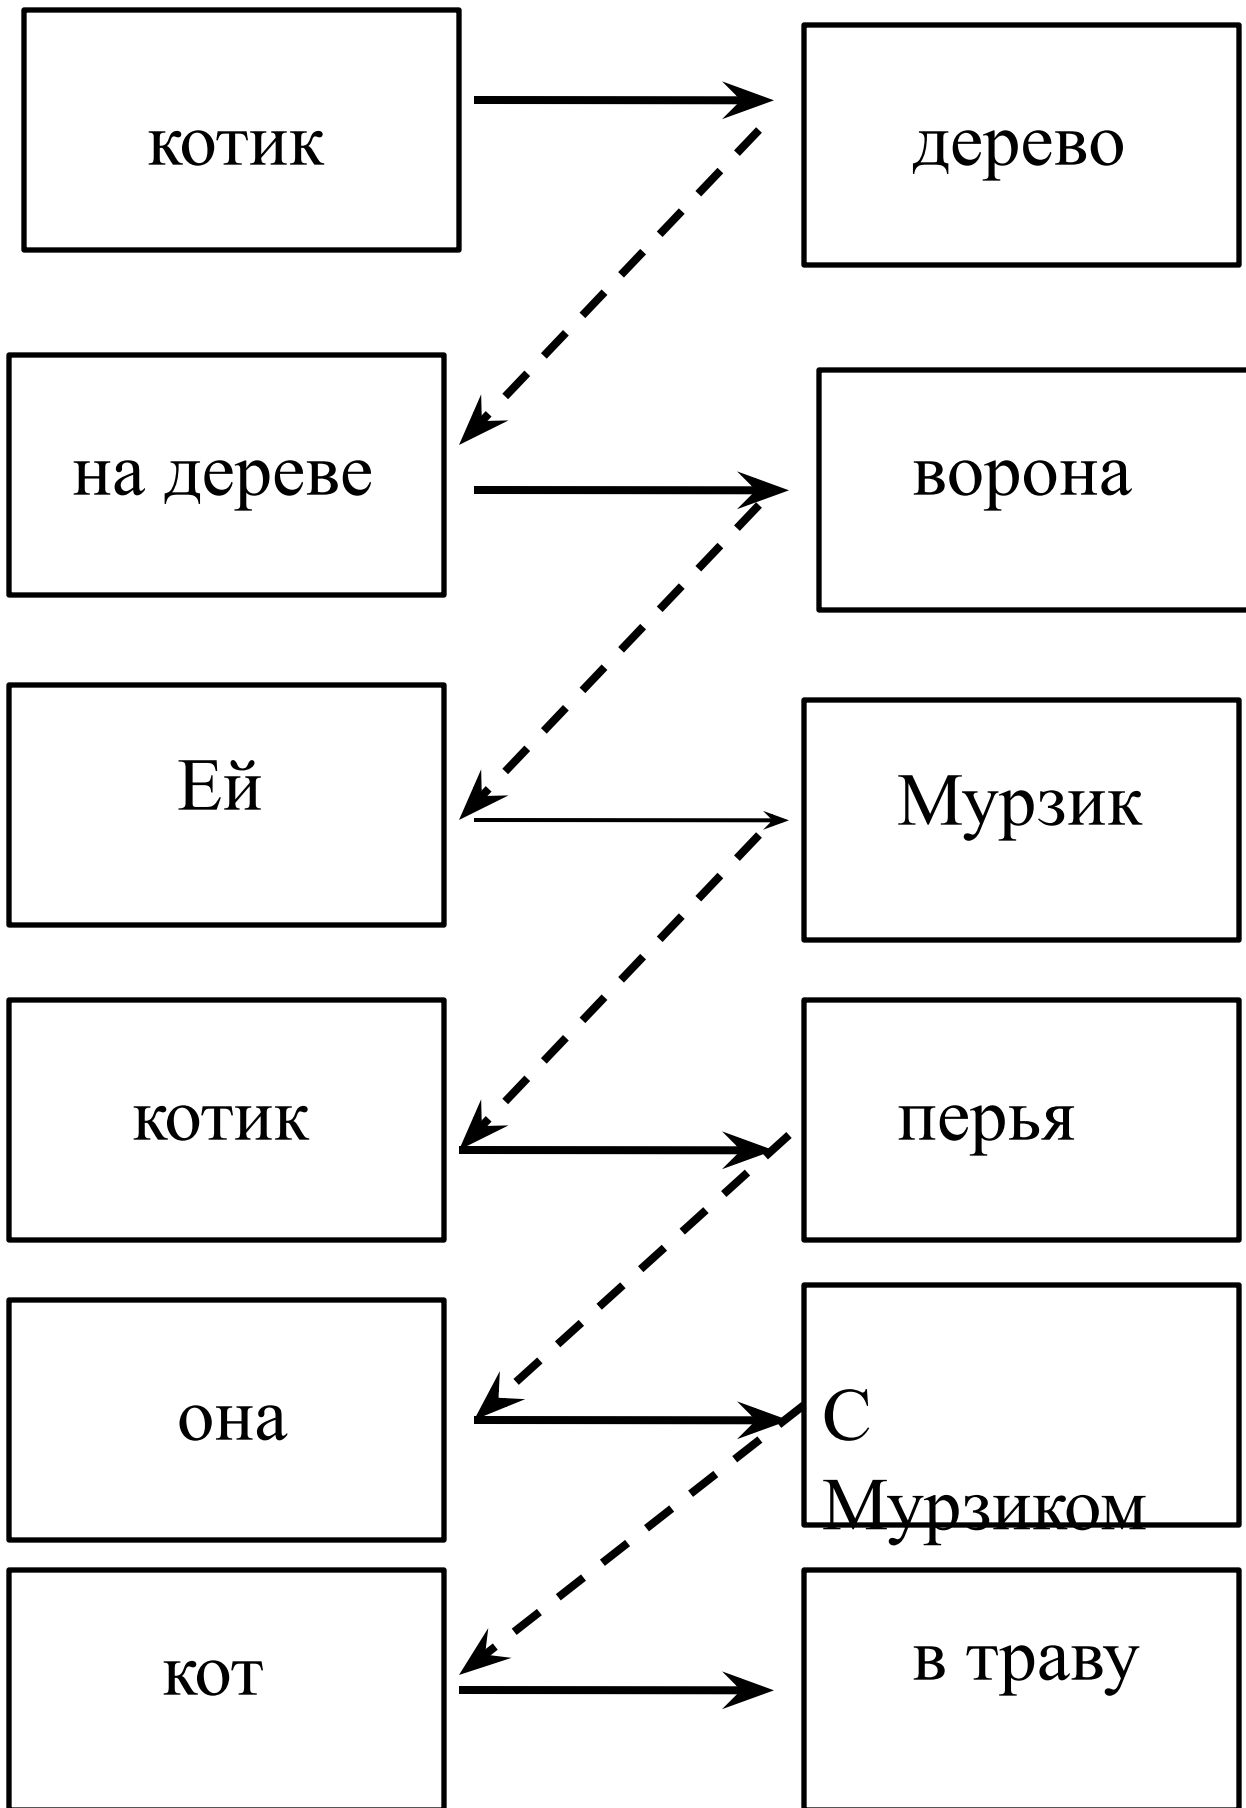 котик
дерево
на дереве
ворона
Ей
Мурзик
котик
перья
она
С
Мурзиком
кот
в траву